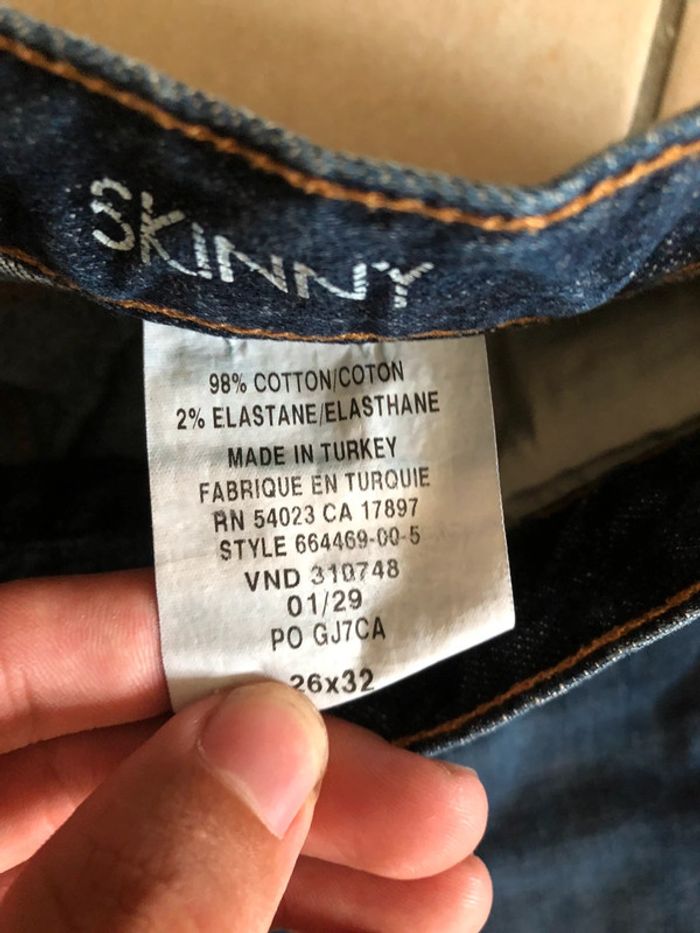 SKINNY
98% COTTON/COTON
2% ELASTANE/ELASTHANE
MADE IN TURKEY
FABRIQUE EN TURQUIE
RN 54023 CA 17897
STYLE 664469-00-5
VND 310748
01/29
PO GJ7CA
26x32